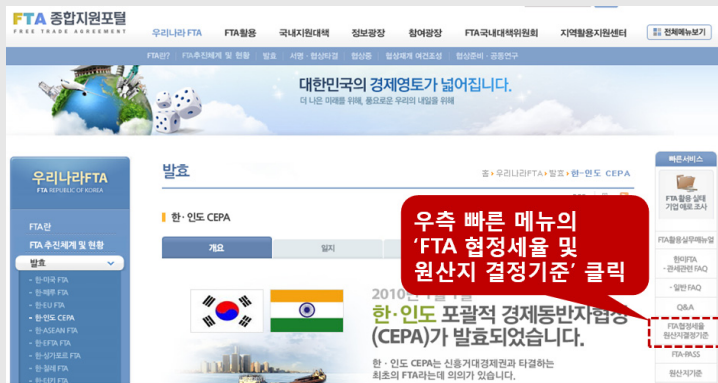 FTA 종합지원포털
FREE TRADE AGREEMENT
우리나라 FTA
FTA활용
국내지원대책
정보광장
참여광장
FTA국내대책위원회
지역활용지원센터
전체메뉴보기
FTA란?
FTA추진체계 및 현황
발효
서명·협상타결
협상중
협상재개 여건조성
협상준비·공동연구
대한민국의 경제영토가 넓어집니다.
더 나은 미래를 위해, 풍요로운 우리의 내일을 위해
우리나라FTA
FTA REPUBLIC OF KOREA
FTA란
FTA 추진체계 및 현황
발효
- 한-미국 FTA
- 한-페루 FTA
- 한-EU FTA
- 한-인도 CEPA
- 한-ASEAN FTA
- 한-EFTA FTA
- 한-싱가포르 FTA
- 한-칠레 FTA
- 한-터키 FTA
발효
홈 › 우리나라FTA › 발효 › 한-인도 CEPA
한·인도 CEPA
개요
일지
우측 빠른 메뉴의
‘FTA 협정세율 및
원산지 결정기준’ 클릭
2010년 1월 1일
한·인도 포괄적 경제동반자협정
(CEPA)가 발효되었습니다.
한·인도 CEPA는 신흥거대경제권과 타결하는
최초의 FTA라는데 의의가 있습니다.
빠른서비스
FTA 활용 실태
기업 애로 조사
FTA활용실무매뉴얼
한미FTA
- 관세관련 FAQ
- 일반 FAQ
Q&A
FTA협정세율
원산지결정기준
FTA-PASS
원산지기준